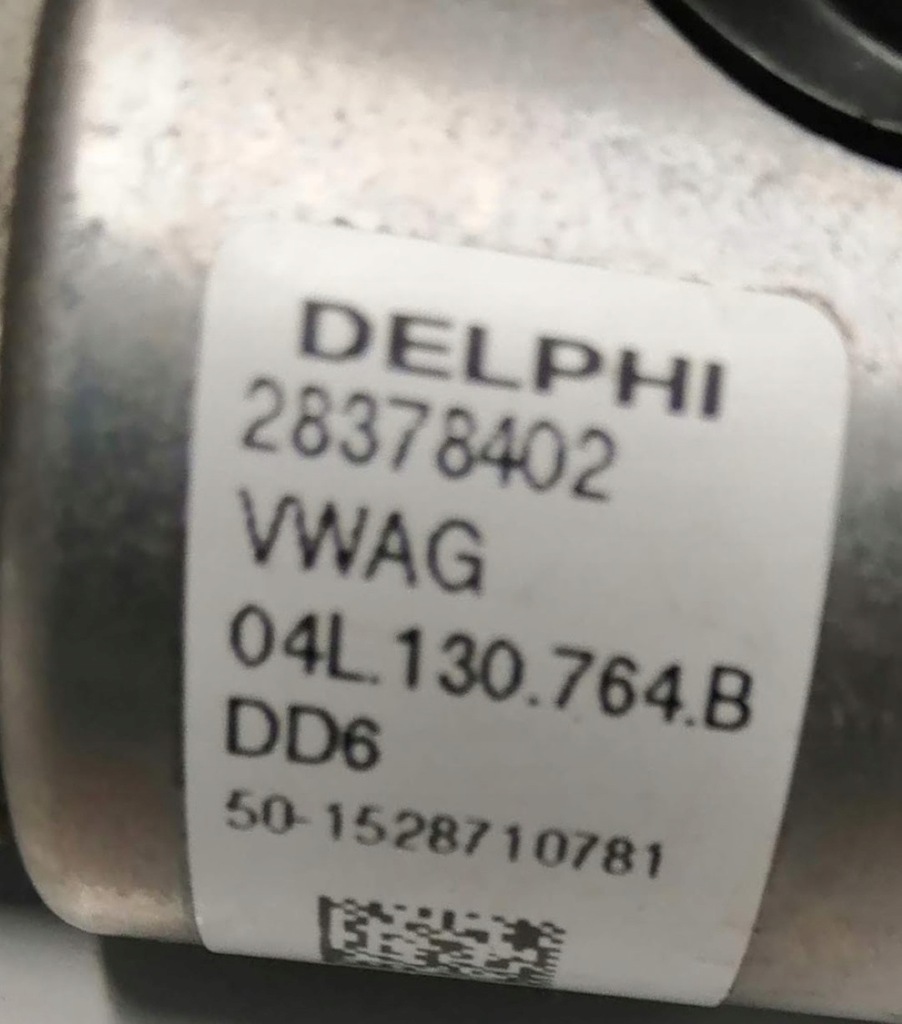 DELPHI
28378402
VWAG
04L.130.764.B
DD6
50-1528710781